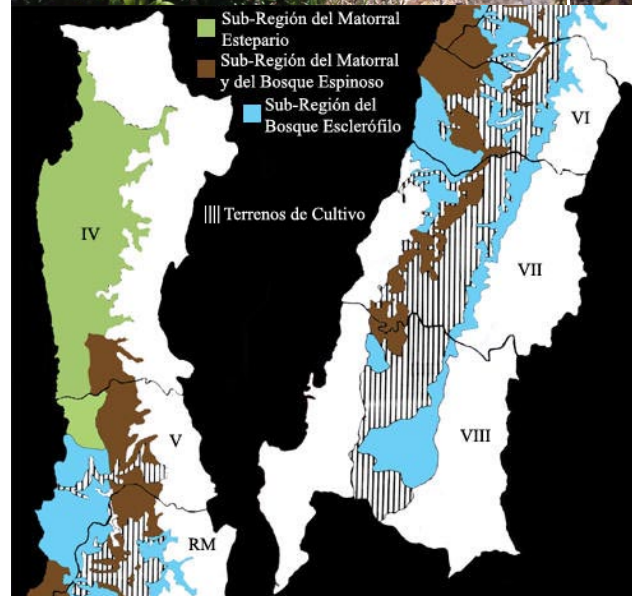 Sub-Región del Matorral
Estepario
Sub-Región del Matorral
y del Bosque Espinoso
Sub-Región del
Bosque Esclerófilo
Terrenos de Cultivo
IV
V
RM
VI
VII
VIII